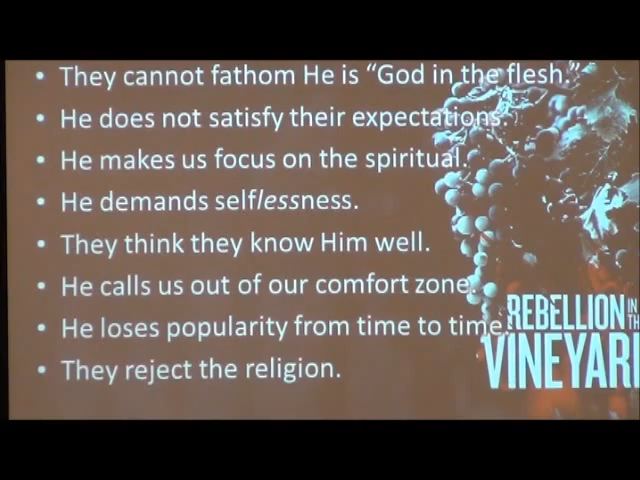 • They cannot fathom He is “God in the flesh.”
• He does not satisfy their expectations.
• He makes us focus on the spiritual.
• He demands selflessness.
• They think they know Him well.
• He calls us out of our comfort zone.
• He loses popularity from time to time.
• They reject the religion.
REBELLION IN TH
VINEYAR